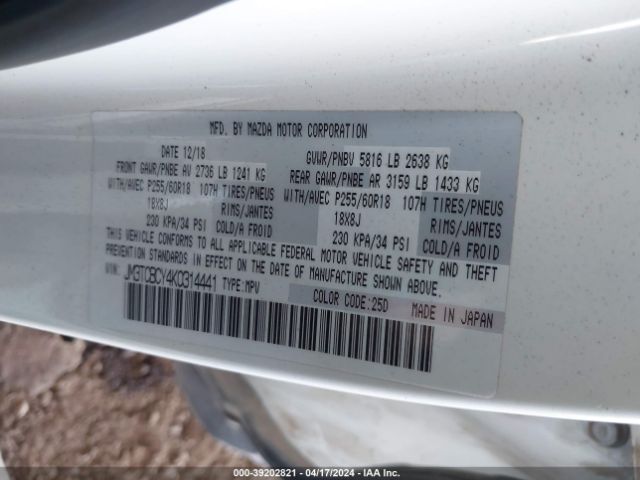 MFD. BY MAZDA MOTOR CORPORATION
DATE 12/18 GVWR/PNBV 5816 LB 2638 KG
FRONT GAWR/PNBE AV 2736 LB 1241 KG REAR GAWR/PNBE AR 3159 LB 1433 KG
WITH/AVEC P255/60R18 107H TIRES/PNEUS WITH/AVEC P255/60R18 107H TIRES/PNEUS
18X8J RIMS/JANTES 18X8J RIMS/JANTES
230 KPA/34 PSI COLD/A FROID 230 KPA/34 PSI COLD/A FROID
THIS VEHICLE CONFORMS TO ALL APPLICABLE FEDERAL MOTOR VEHICLE SAFETY AND THEFT
PREVENTION STANDARDS IN EFFECT ON THE DATE OF MANUFACTURE SHOWN ABOVE.
JM3TCBCY4K0314441 TYPE:MPV
COLOR CODE:25D MADE IN JAPAN
000-39202821 - 04/17/2024 - IAA Inc.